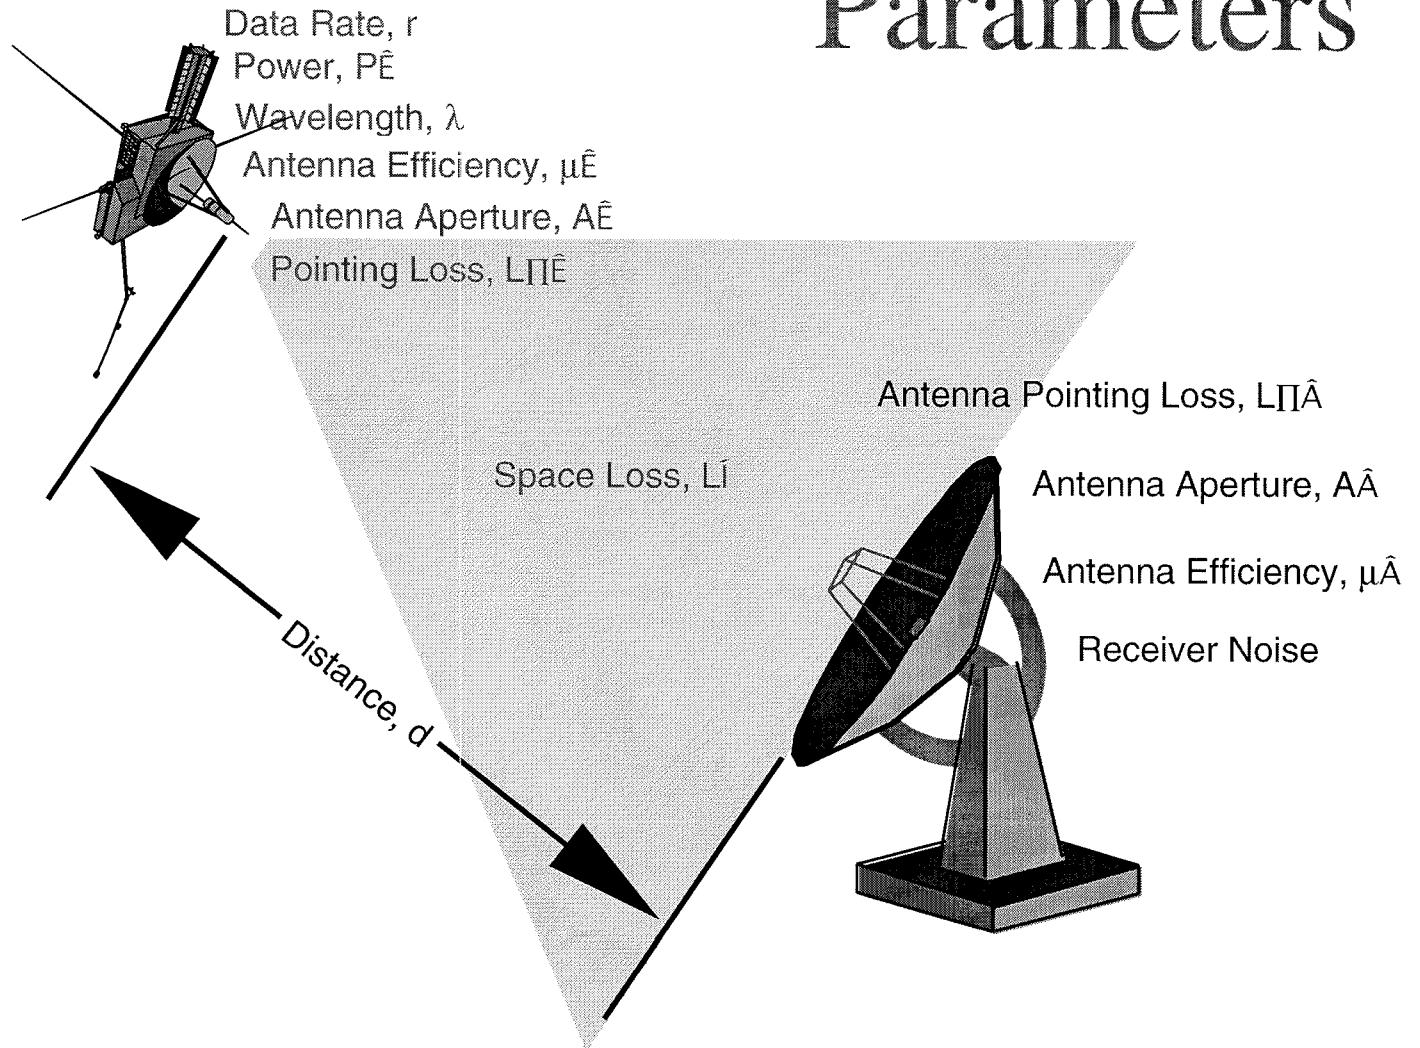 Parameters
Data Rate, r
Power, PÊ
Wavelength, λ
Antenna Efficiency, μÊ
Antenna Aperture, AÊ
Pointing Loss, LΠÊ
Antenna Pointing Loss, LΠÂ
Space Loss, LÍ
Antenna Aperture, AÂ
Antenna Efficiency, μÂ
Receiver Noise
Distance, d